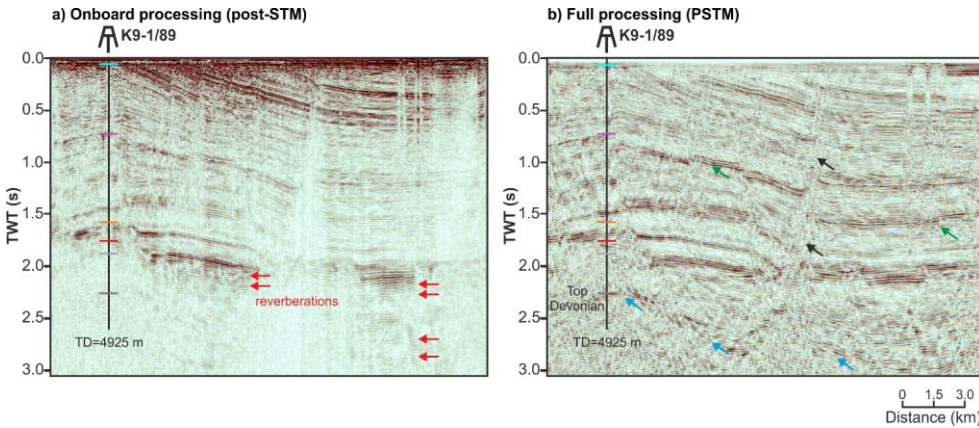 a) Onboard processing (post-STM)
K9-1/89
0.0
0.5
1.0
1.5
2.0
2.5
3.0
TWT (s)
reverberations
TD=4925 m
b) Full processing (PSTM)
K9-1/89
0.0
0.5
1.0
1.5
2.0
2.5
3.0
TWT (s)
Top
Devonian
TD=4925 m
0 1.5 3.0
Distance (km)